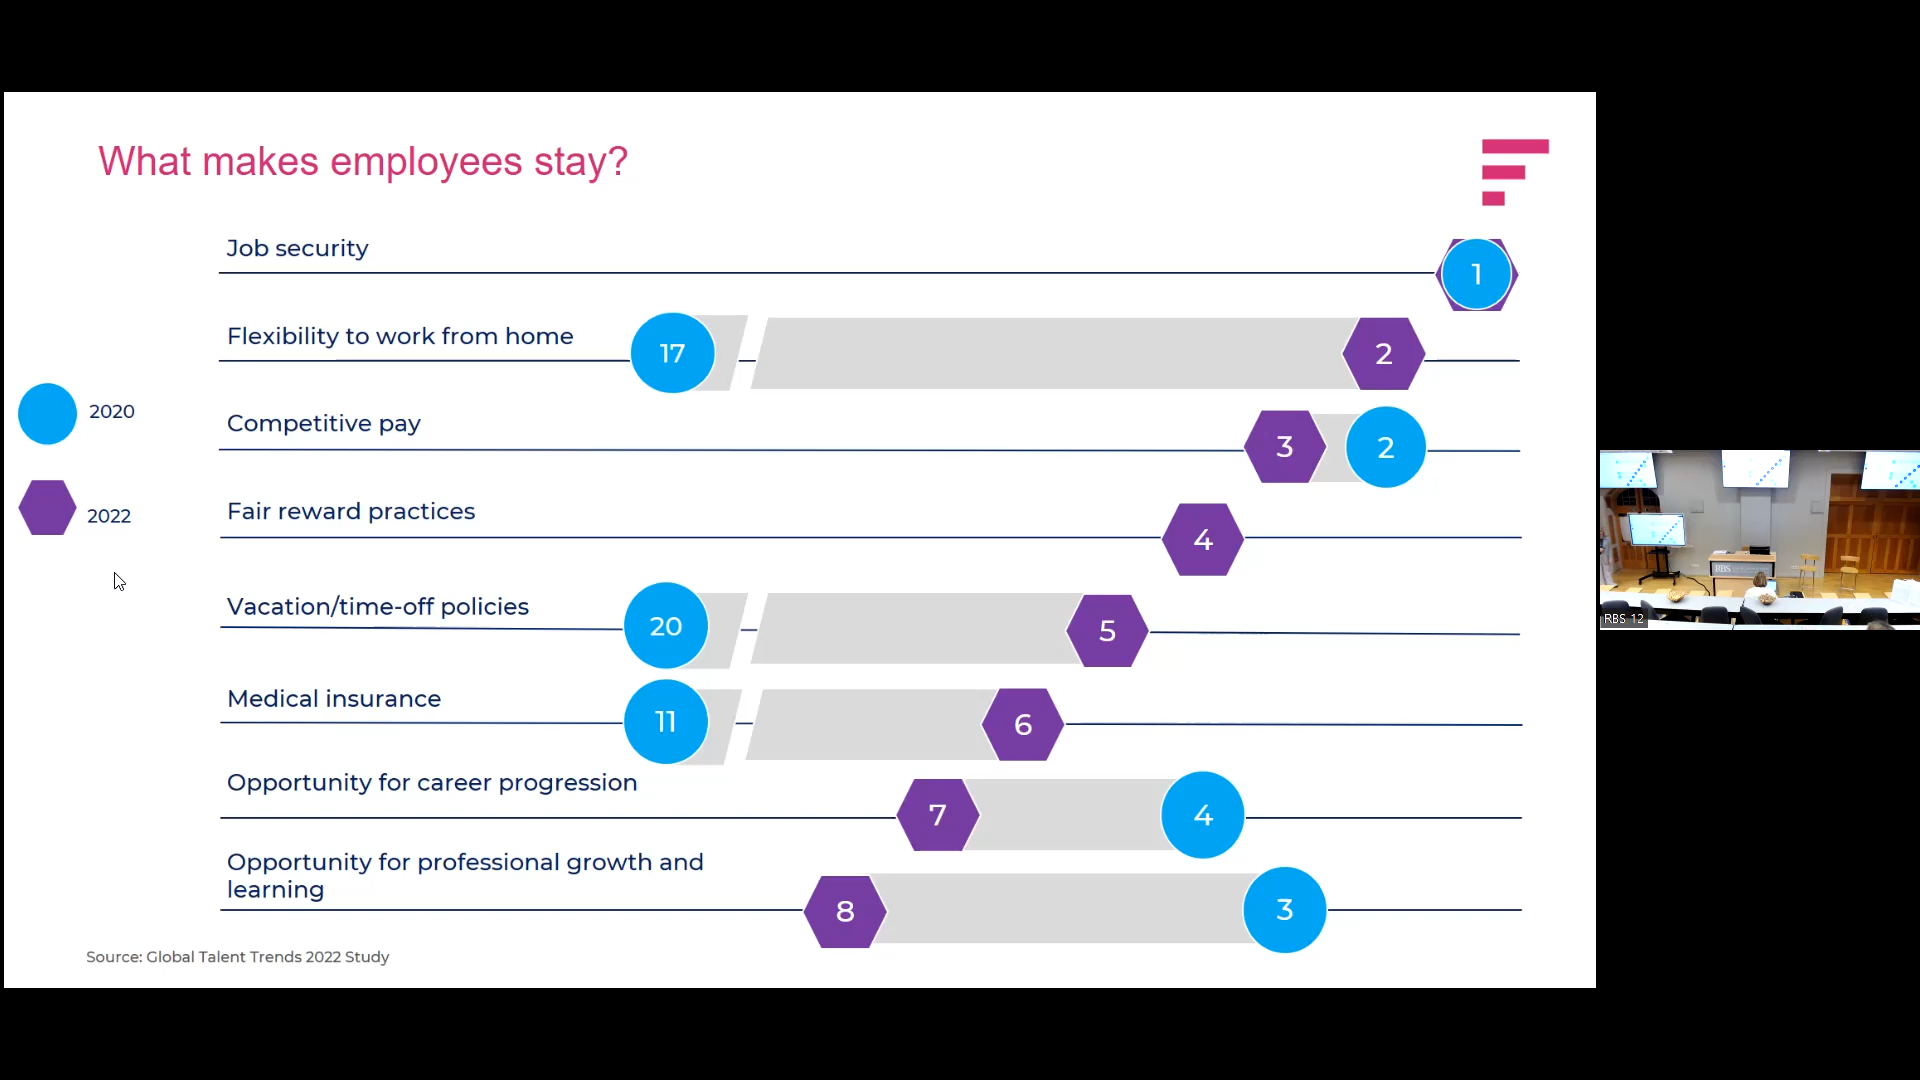 What makes employees stay?
Job security
1
Flexibility to work from home
17
2
2020
Competitive pay
3
2
2022
Fair reward practices
4
Vacation/time-off policies
20
5
Medical insurance
11
6
Opportunity for career progression
7
4
Opportunity for professional growth and
learning
8
3
Source: Global Talent Trends 2022 Study
RBS
RBS 12